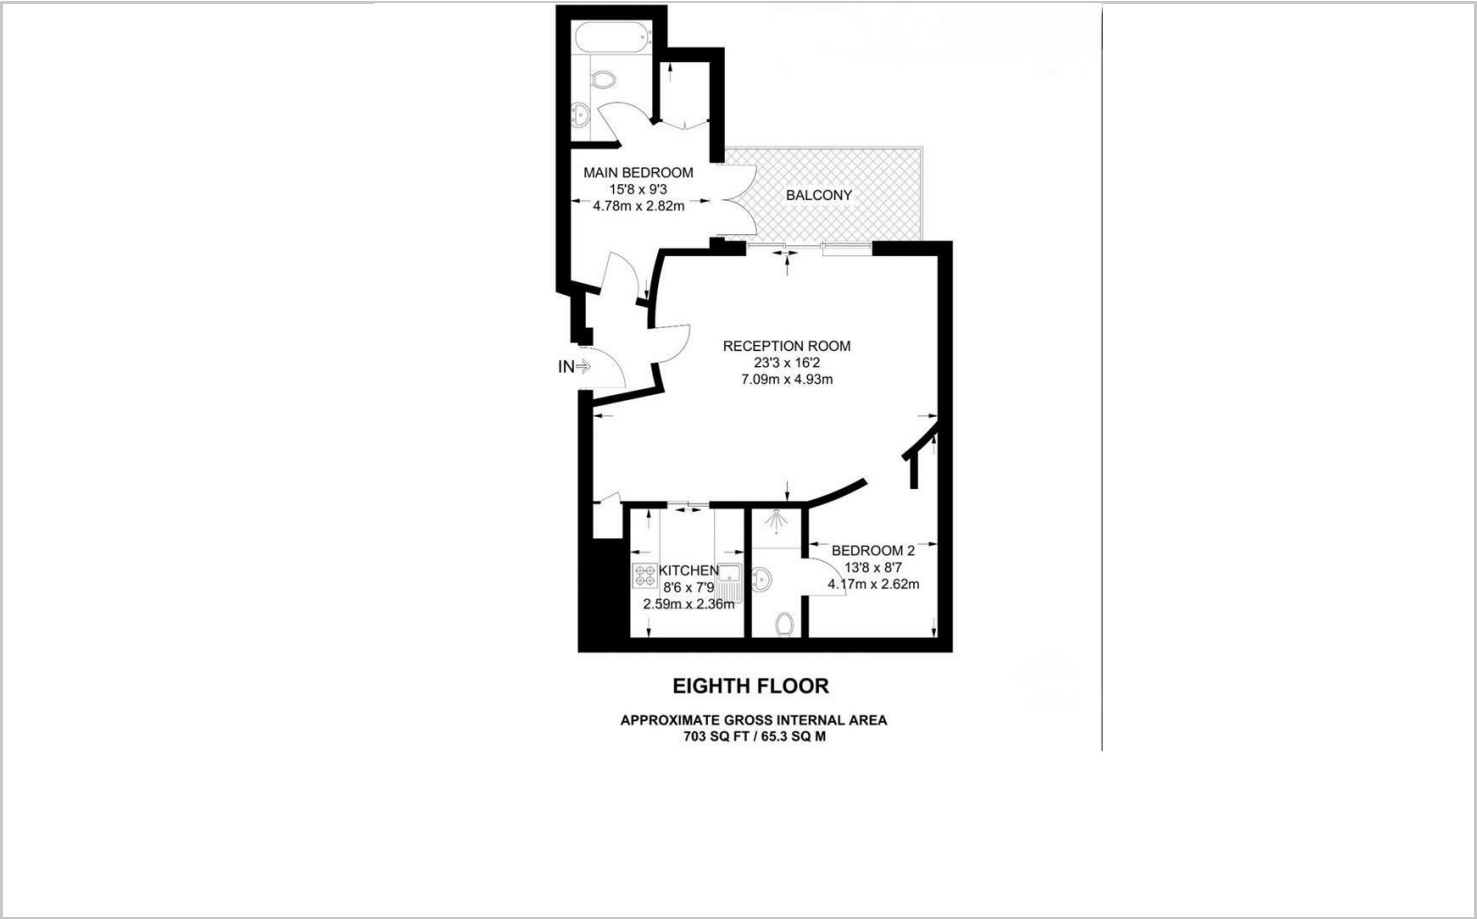 MAIN BEDROOM
15'8 x 9'3
4.78m x 2.82m
BALCONY
RECEPTION ROOM
23'3 x 16'2
7.09m x 4.93m
IN
BEDROOM 2
13'8 x 8'7
4.17m x 2.62m
KITCHEN
8'6 x 7'9
2.59m x 2.36m
EIGHTH FLOOR
APPROXIMATE GROSS INTERNAL AREA
703 SQ FT / 65.3 SQ M